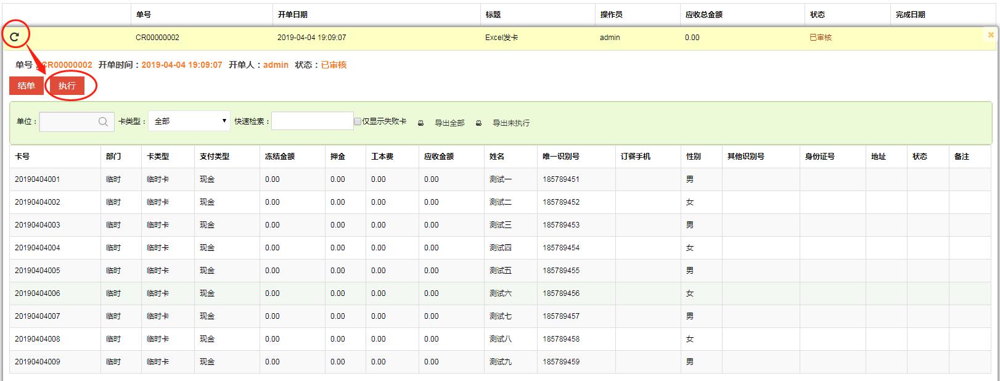 单号 开单日期 标题 操作员 应收总金额 状态 完成日期
CR00000002 2019-04-04 19:09:07 Excel发卡 admin 0.00 已审核
单号：CR00000002 开单时间：2019-04-04 19:09:07 开单人：admin 状态：已审核
结单 执行
单位： 卡类型： 全部 快速检索： 仅显示失败卡 导出全部 导出未执行
卡号 部门 卡类型 支付类型 冻结金额 押金 工本费 应收金额 姓名 唯一识别号 订餐手机 性别 其他识别号 身份证号 地址 状态 备注
20190404001 临时 临时卡 现金 0.00 0.00 0.00 0.00 测试一 185789451 男
20190404002 临时 临时卡 现金 0.00 0.00 0.00 0.00 测试二 185789452 女
20190404003 临时 临时卡 现金 0.00 0.00 0.00 0.00 测试三 185789453 男
20190404004 临时 临时卡 现金 0.00 0.00 0.00 0.00 测试四 185789454 女
20190404005 临时 临时卡 现金 0.00 0.00 0.00 0.00 测试五 185789455 男
20190404006 临时 临时卡 现金 0.00 0.00 0.00 0.00 测试六 185789456 女
20190404007 临时 临时卡 现金 0.00 0.00 0.00 0.00 测试七 185789457 男
20190404008 临时 临时卡 现金 0.00 0.00 0.00 0.00 测试八 185789458 女
20190404009 临时 临时卡 现金 0.00 0.00 0.00 0.00 测试九 185789459 男